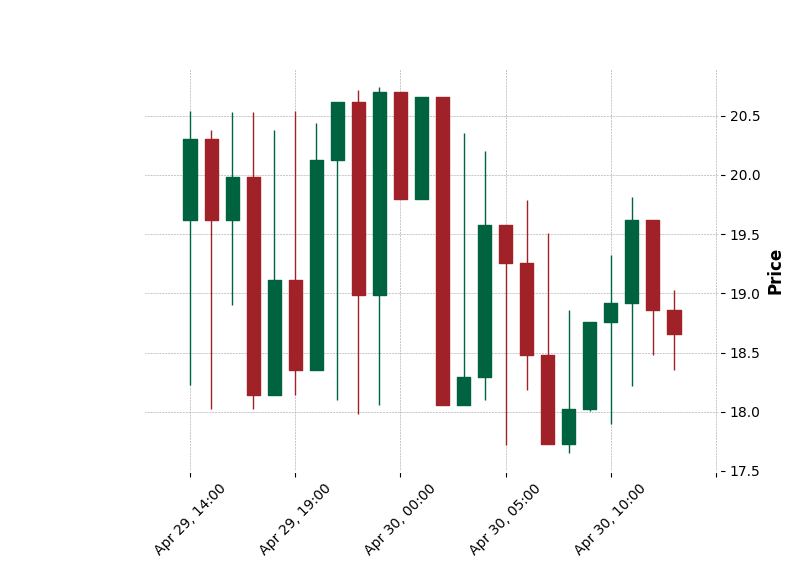 20.5
20.0
19.5
19.0
18.5
18.0
17.5
Price
Apr 29, 14:00
Apr 29, 19:00
Apr 30, 00:00
Apr 30, 05:00
Apr 30, 10:00